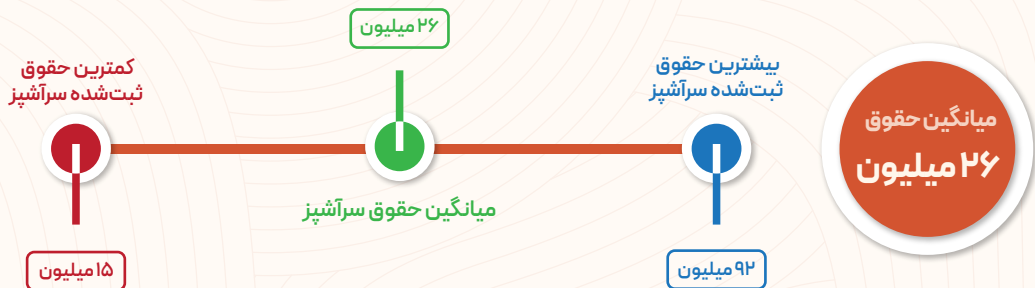 میانگین حقوق
۲۶ میلیون
بیشترین حقوق
ثبت‌شده سرآشپز
۹۲ میلیون
۲۶ میلیون
میانگین حقوق سرآشپز
کمترین حقوق
ثبت‌شده سرآشپز
۱۵ میلیون